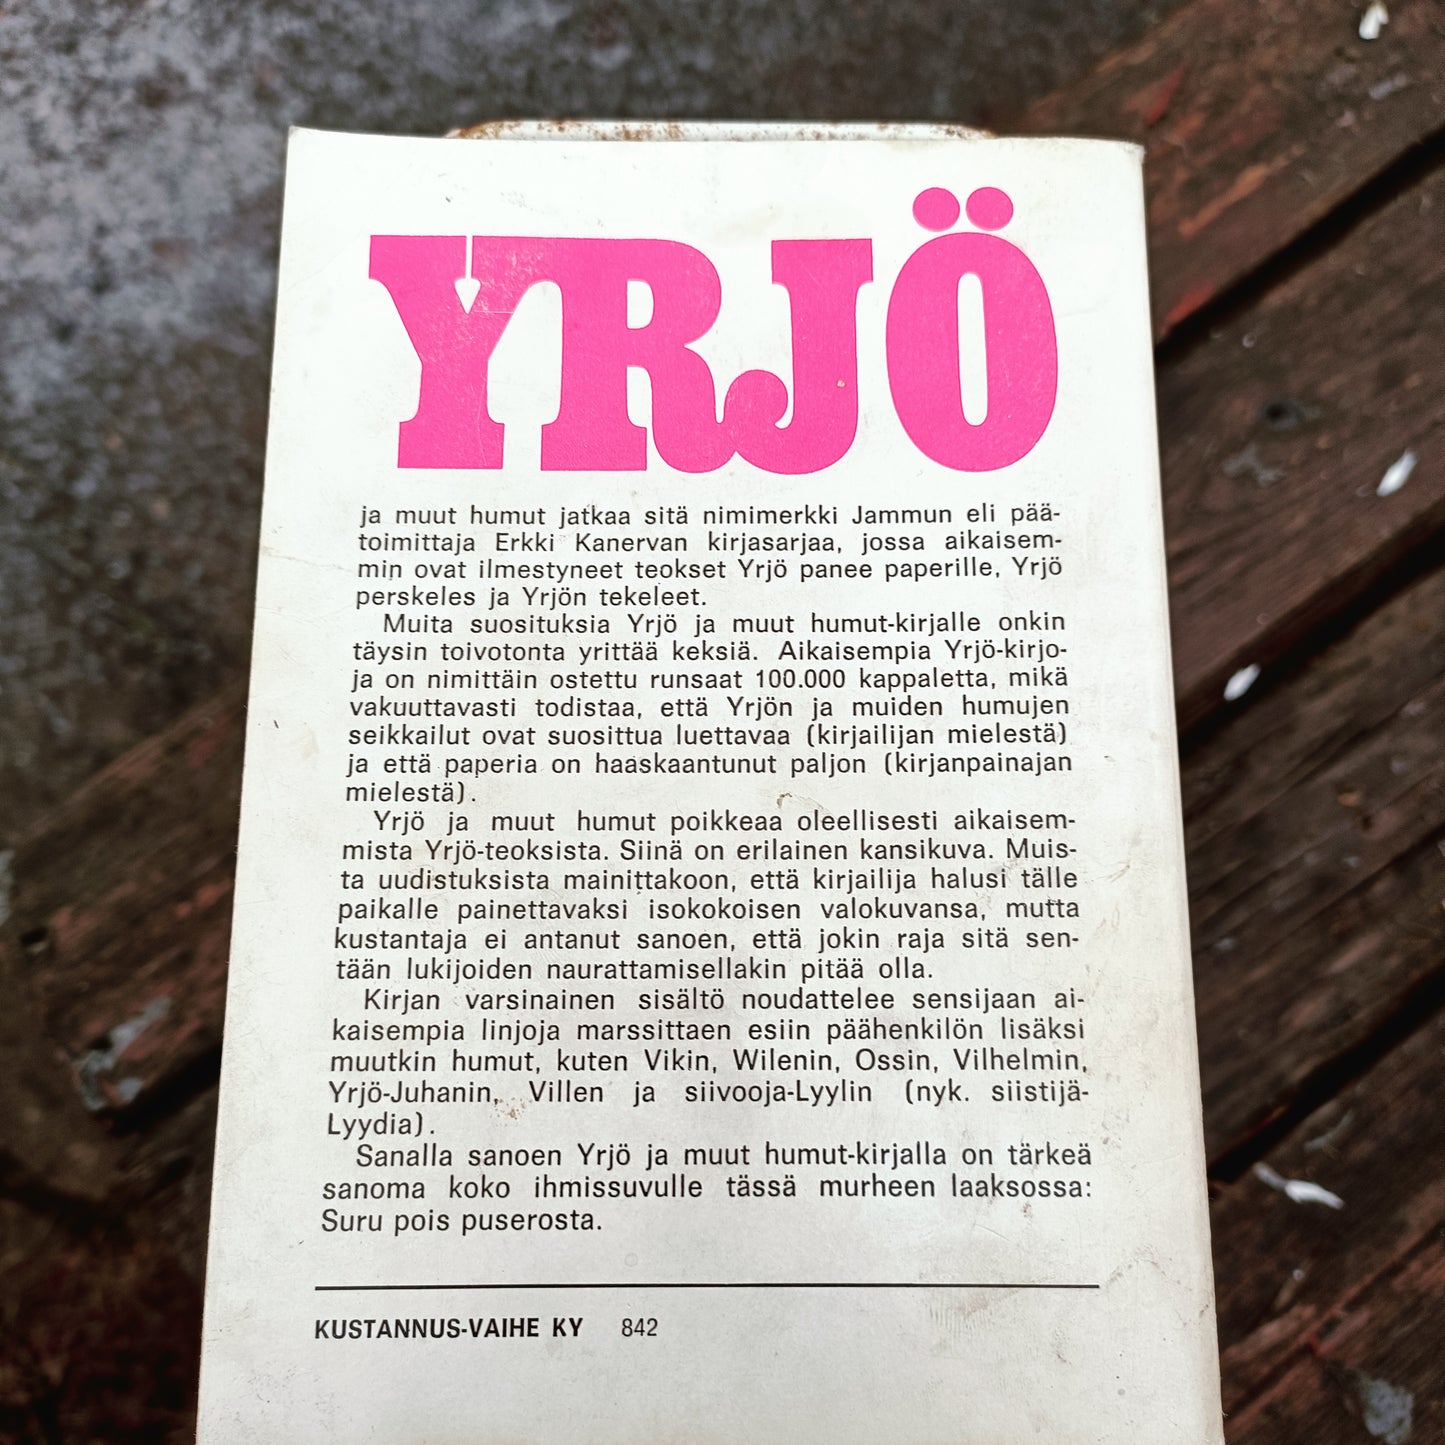 YRJÖ
ja muut humut jatkaa sitä nimimerkki Jammun eli pää-
toimittaja Erkki Kanervan kirjasarjaa, jossa aikaisem-
min ovat ilmestyneet teokset Yrjö panee paperille, Yrjö
perskeles ja Yrjön tekeleet.
Muita suosituksia Yrjö ja muut humut-kirjalle onkin
täysin toivotonta yrittää keksiä. Aikaisempia Yrjö-kirjo-
ja on nimittäin ostettu runsaat 100.000 kappaletta, mikä
vakuuttavasti todistaa, että Yrjön ja muiden humujen
seikkailut ovat suosittua luettavaa (kirjailijan mielestä)
ja että paperia on haaskaantunut paljon (kirjanpainajan
mielestä).
Yrjö ja muut humut poikkeaa oleellisesti aikaisem-
mista Yrjö-teoksista. Siinä on erilainen kansikuva. Muis-
ta uudistuksista mainittakoon, että kirjailija halusi tälle
paikalle painettavaksi isokokoisen valokuvansa, mutta
kustantaja ei antanut sanoen, että jokin raja sitä sen-
tään lukijoiden naurattamisellakin pitää olla.
Kirjan varsinainen sisältö noudattelee sensijaan ai-
kaisempia linjoja marssittaen esiin päähenkilön lisäksi
muutkin humut, kuten Vikin, Wilenin, Ossin, Vilhelmin,
Yrjö-Juhanin, Villen ja siivooja-Lyylin (nyk. siistijä-
Lyydia).
Sanalla sanoen Yrjö ja muut humut-kirjalla on tärkeä
sanoma koko ihmissuvulle tässä murheen laaksossa:
Suru pois puserosta.
KUSTANNUS-VAIHE KY 842